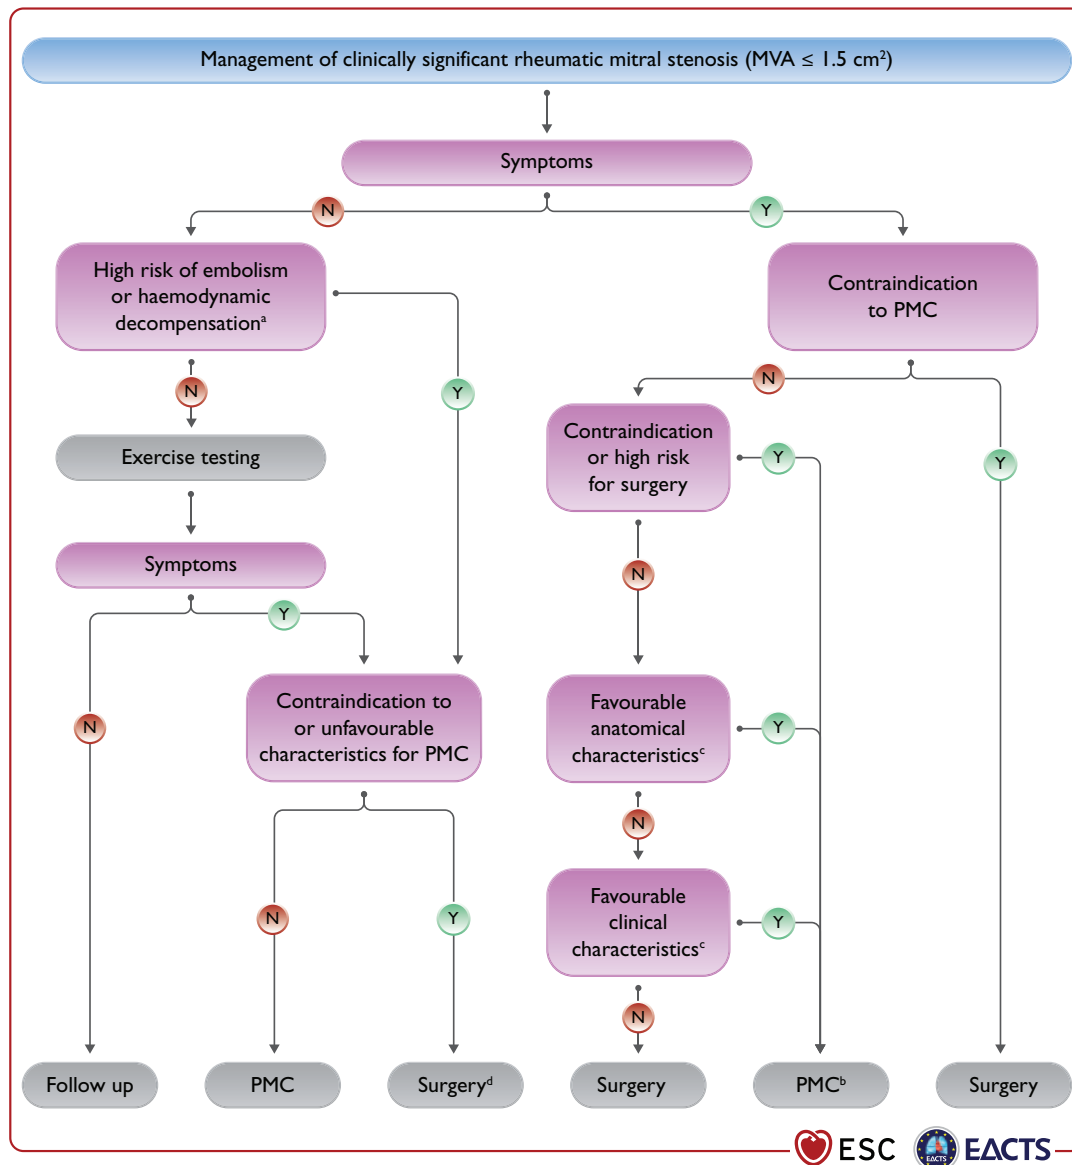 Management of clinically significant rheumatic mitral stenosis (MVA ≤ 1.5 cm²)
Symptoms
N
Y
High risk of embolism
or haemodynamic
decompensationᵃ
Contraindication
to PMC
N
Y
N
Y
Exercise testing
Contraindication
or high risk
for surgery
Y
Symptoms
N
Y
N
Contraindication to
or unfavourable
characteristics for PMC
Favourable
anatomical
characteristicsᶜ
Y
N
N
Y
Favourable
clinical
characteristicsᶜ
Y
N
Follow up
PMC
Surgeryᵈ
Surgery
PMCᵇ
Surgery
ESC
EACTS
EΔCTS